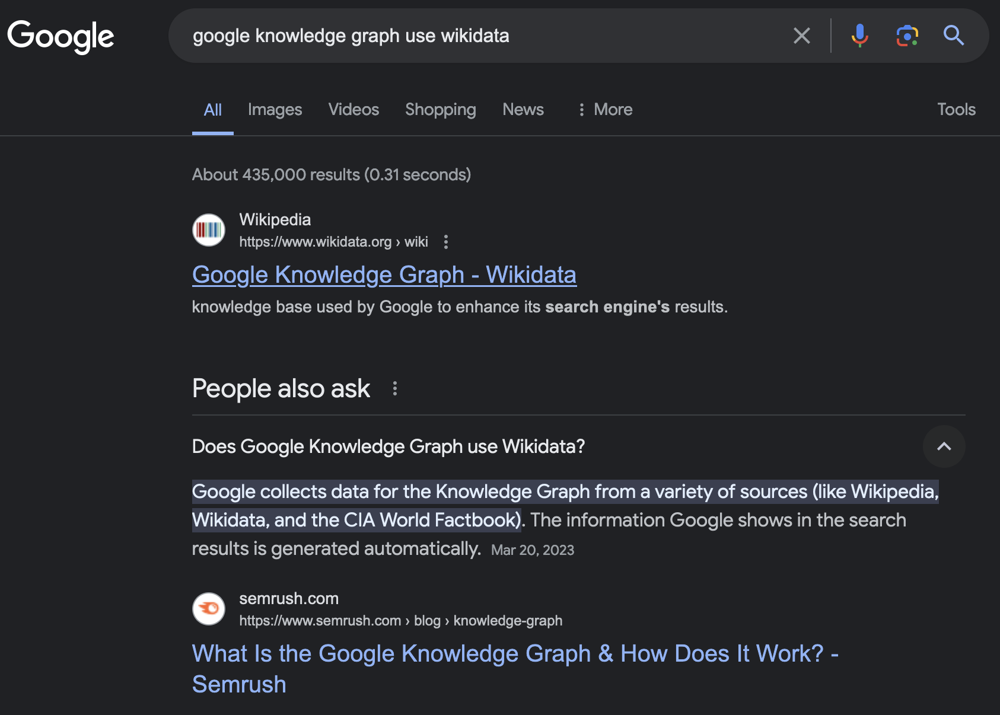 Google
google knowledge graph use wikidata
All Images Videos Shopping News More Tools
About 435,000 results (0.31 seconds)
Wikipedia
https://www.wikidata.org › wiki
Google Knowledge Graph - Wikidata
knowledge base used by Google to enhance its search engine's results.
People also ask
Does Google Knowledge Graph use Wikidata?
Google collects data for the Knowledge Graph from a variety of sources (like Wikipedia,
Wikidata, and the CIA World Factbook). The information Google shows in the search
results is generated automatically. Mar 20, 2023
semrush.com
https://www.semrush.com › blog › knowledge-graph
What Is the Google Knowledge Graph & How Does It Work? -
Semrush